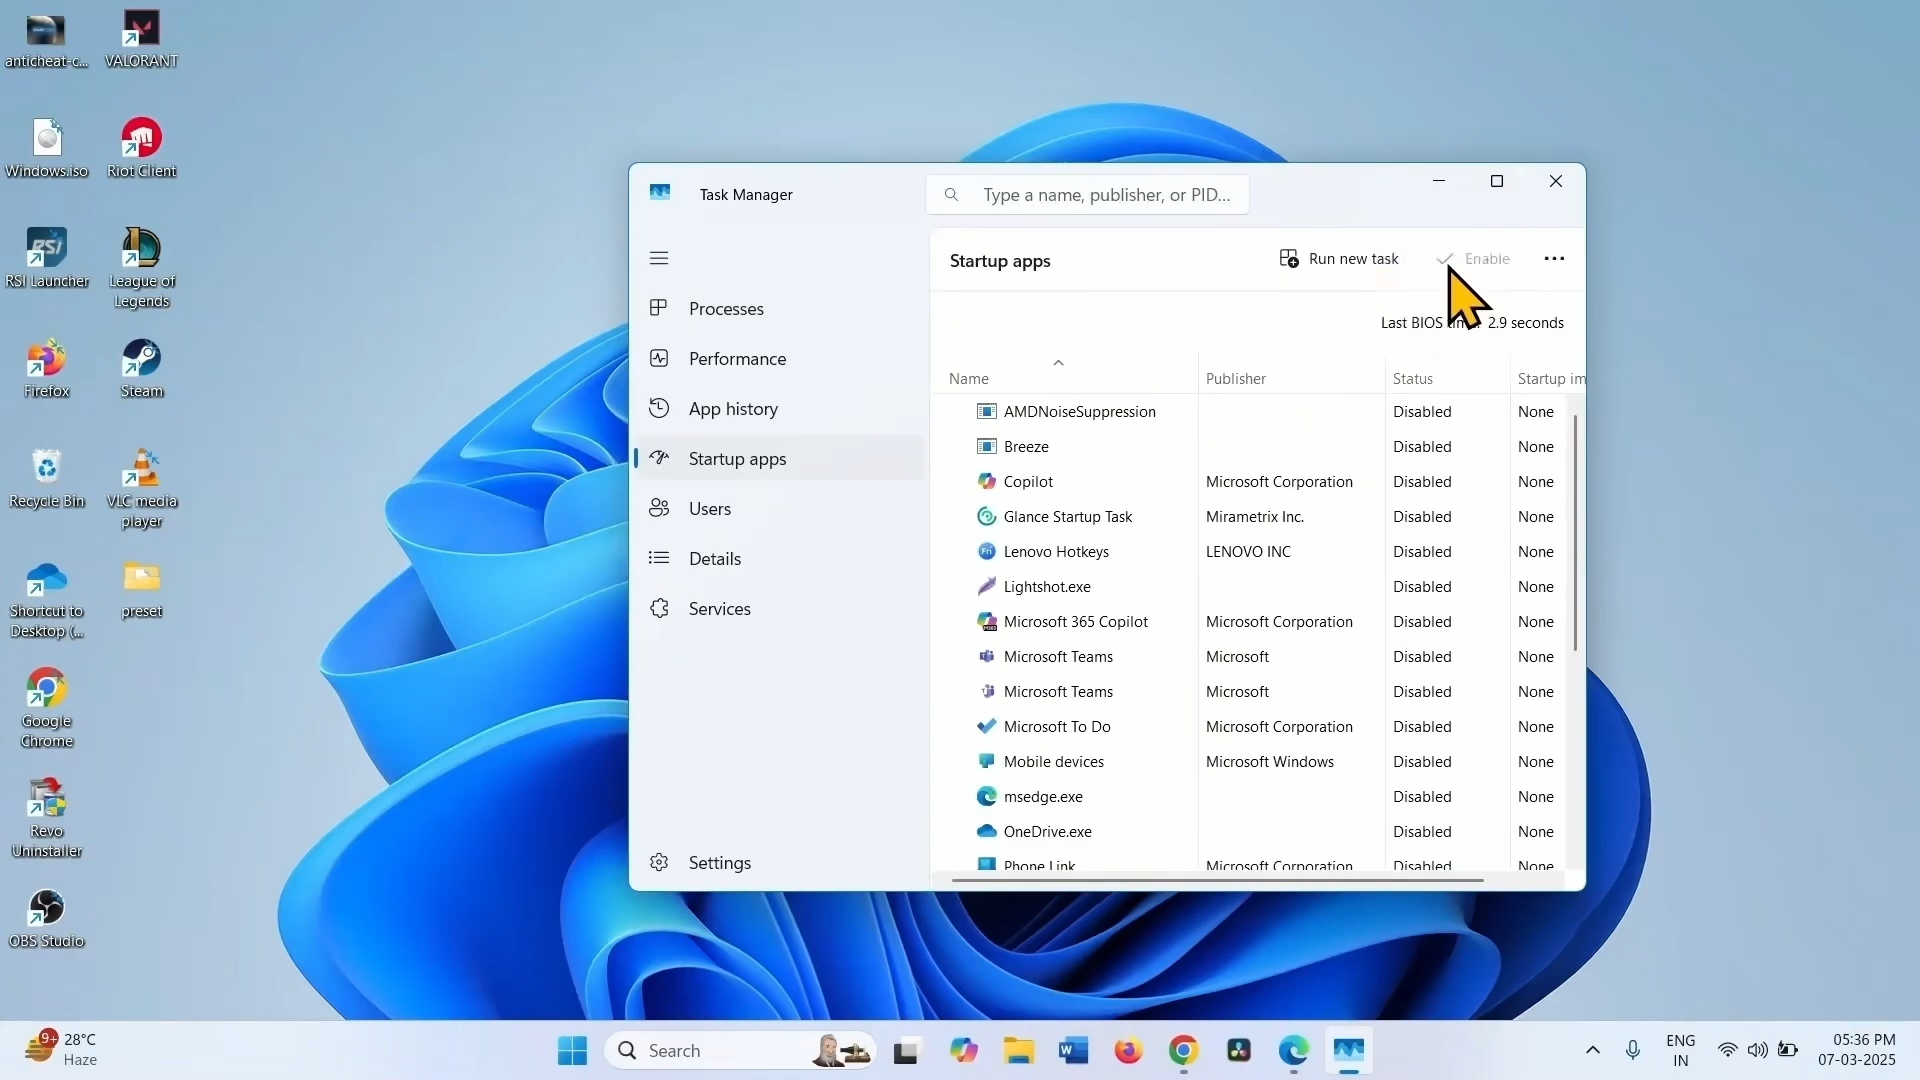 anticheat-c...
VALORANT
Windows.iso
Riot Client
RSI
RSI Launcher
League of
Legends
Firefox
Steam
Recycle Bin
VLC media
player
Shortcut to
Desktop (...
preset
Google
Chrome
Revo
Uninstaller
OBS Studio
Task Manager
Type a name, publisher, or PID...
Processes
Performance
App history
Startup apps
Users
Details
Services
Settings
Startup apps
Run new task
Enable
Last BIOS 2.9 seconds
Name Publisher Status Startup im
AMDNoiseSuppression Disabled None
Breeze Disabled None
Copilot Microsoft Corporation Disabled None
Glance Startup Task Mirametrix Inc. Disabled None
Lenovo Hotkeys LENOVO INC Disabled None
Lightshot.exe Disabled None
Microsoft 365 Copilot Microsoft Corporation Disabled None
Microsoft Teams Microsoft Disabled None
Microsoft Teams Microsoft Disabled None
Microsoft To Do Microsoft Corporation Disabled None
Mobile devices Microsoft Windows Disabled None
msedge.exe Disabled None
OneDrive.exe Disabled None
Phone Link Microsoft Corporation Disabled None
9+
28°C
Haze
Search
ENG
IN
05:36 PM
07-03-2025